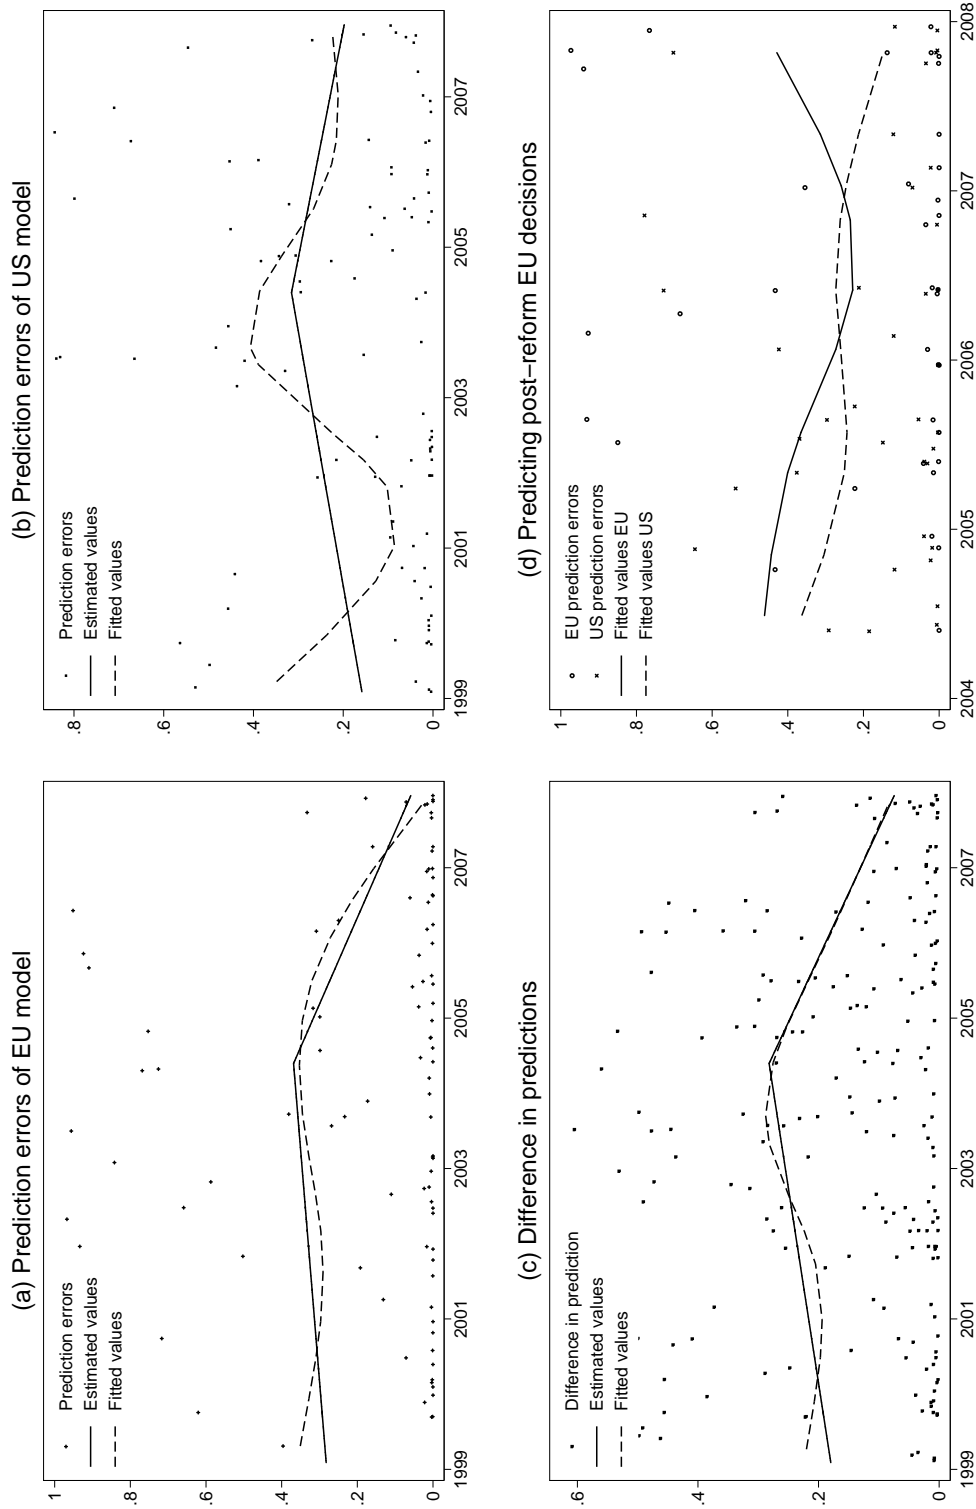 (a) Prediction errors of EU model
Prediction errors
Estimated values
Fitted values
1
.8
.6
.4
.2
0
1999
2001
2003
2005
2007
(b) Prediction errors of US model
Prediction errors
Estimated values
Fitted values
.8
.6
.4
.2
0
1999
2001
2003
2005
2007
(c) Difference in predictions
Difference in prediction
Estimated values
Fitted values
.6
.4
.2
0
1999
2001
2003
2005
2007
(d) Predicting post−reform EU decisions
EU prediction errors
US prediction errors
Fitted values EU
Fitted values US
1
.8
.6
.4
.2
0
2004
2005
2006
2007
2008